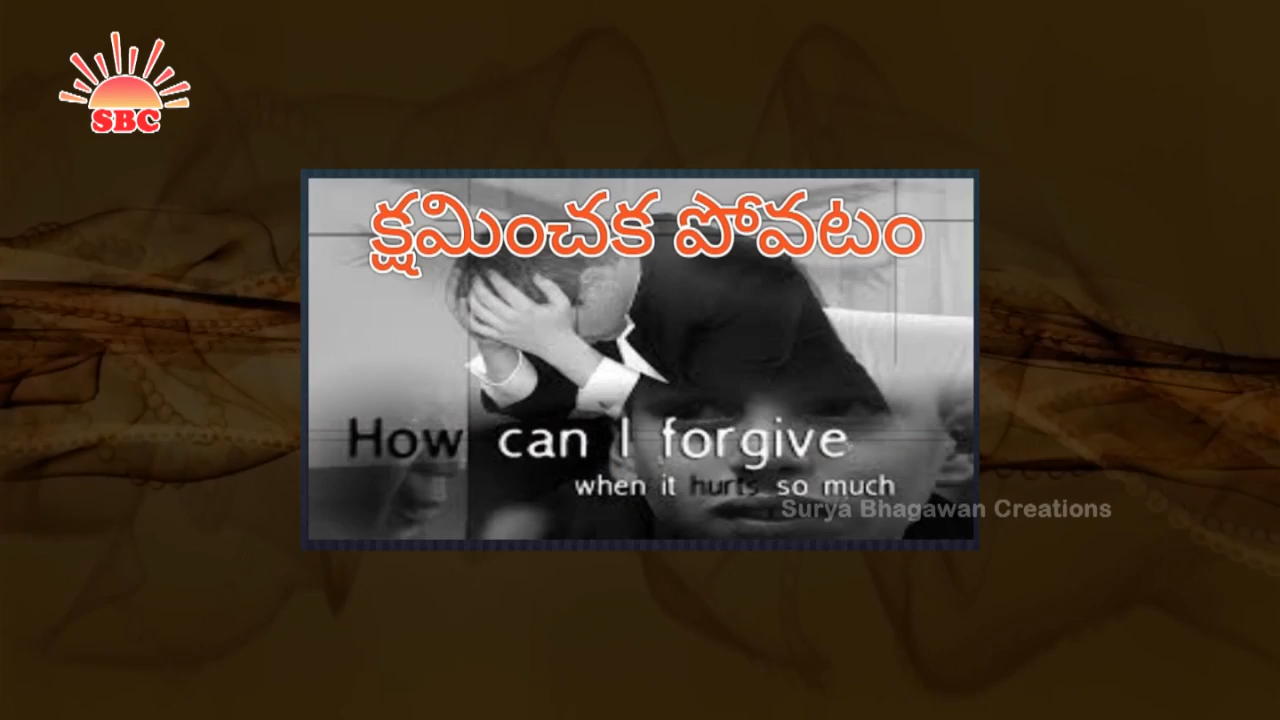 SBC
క్షమించక పోవటం
How can I forgive
when it hurts so much
Surya Bhagawan Creations